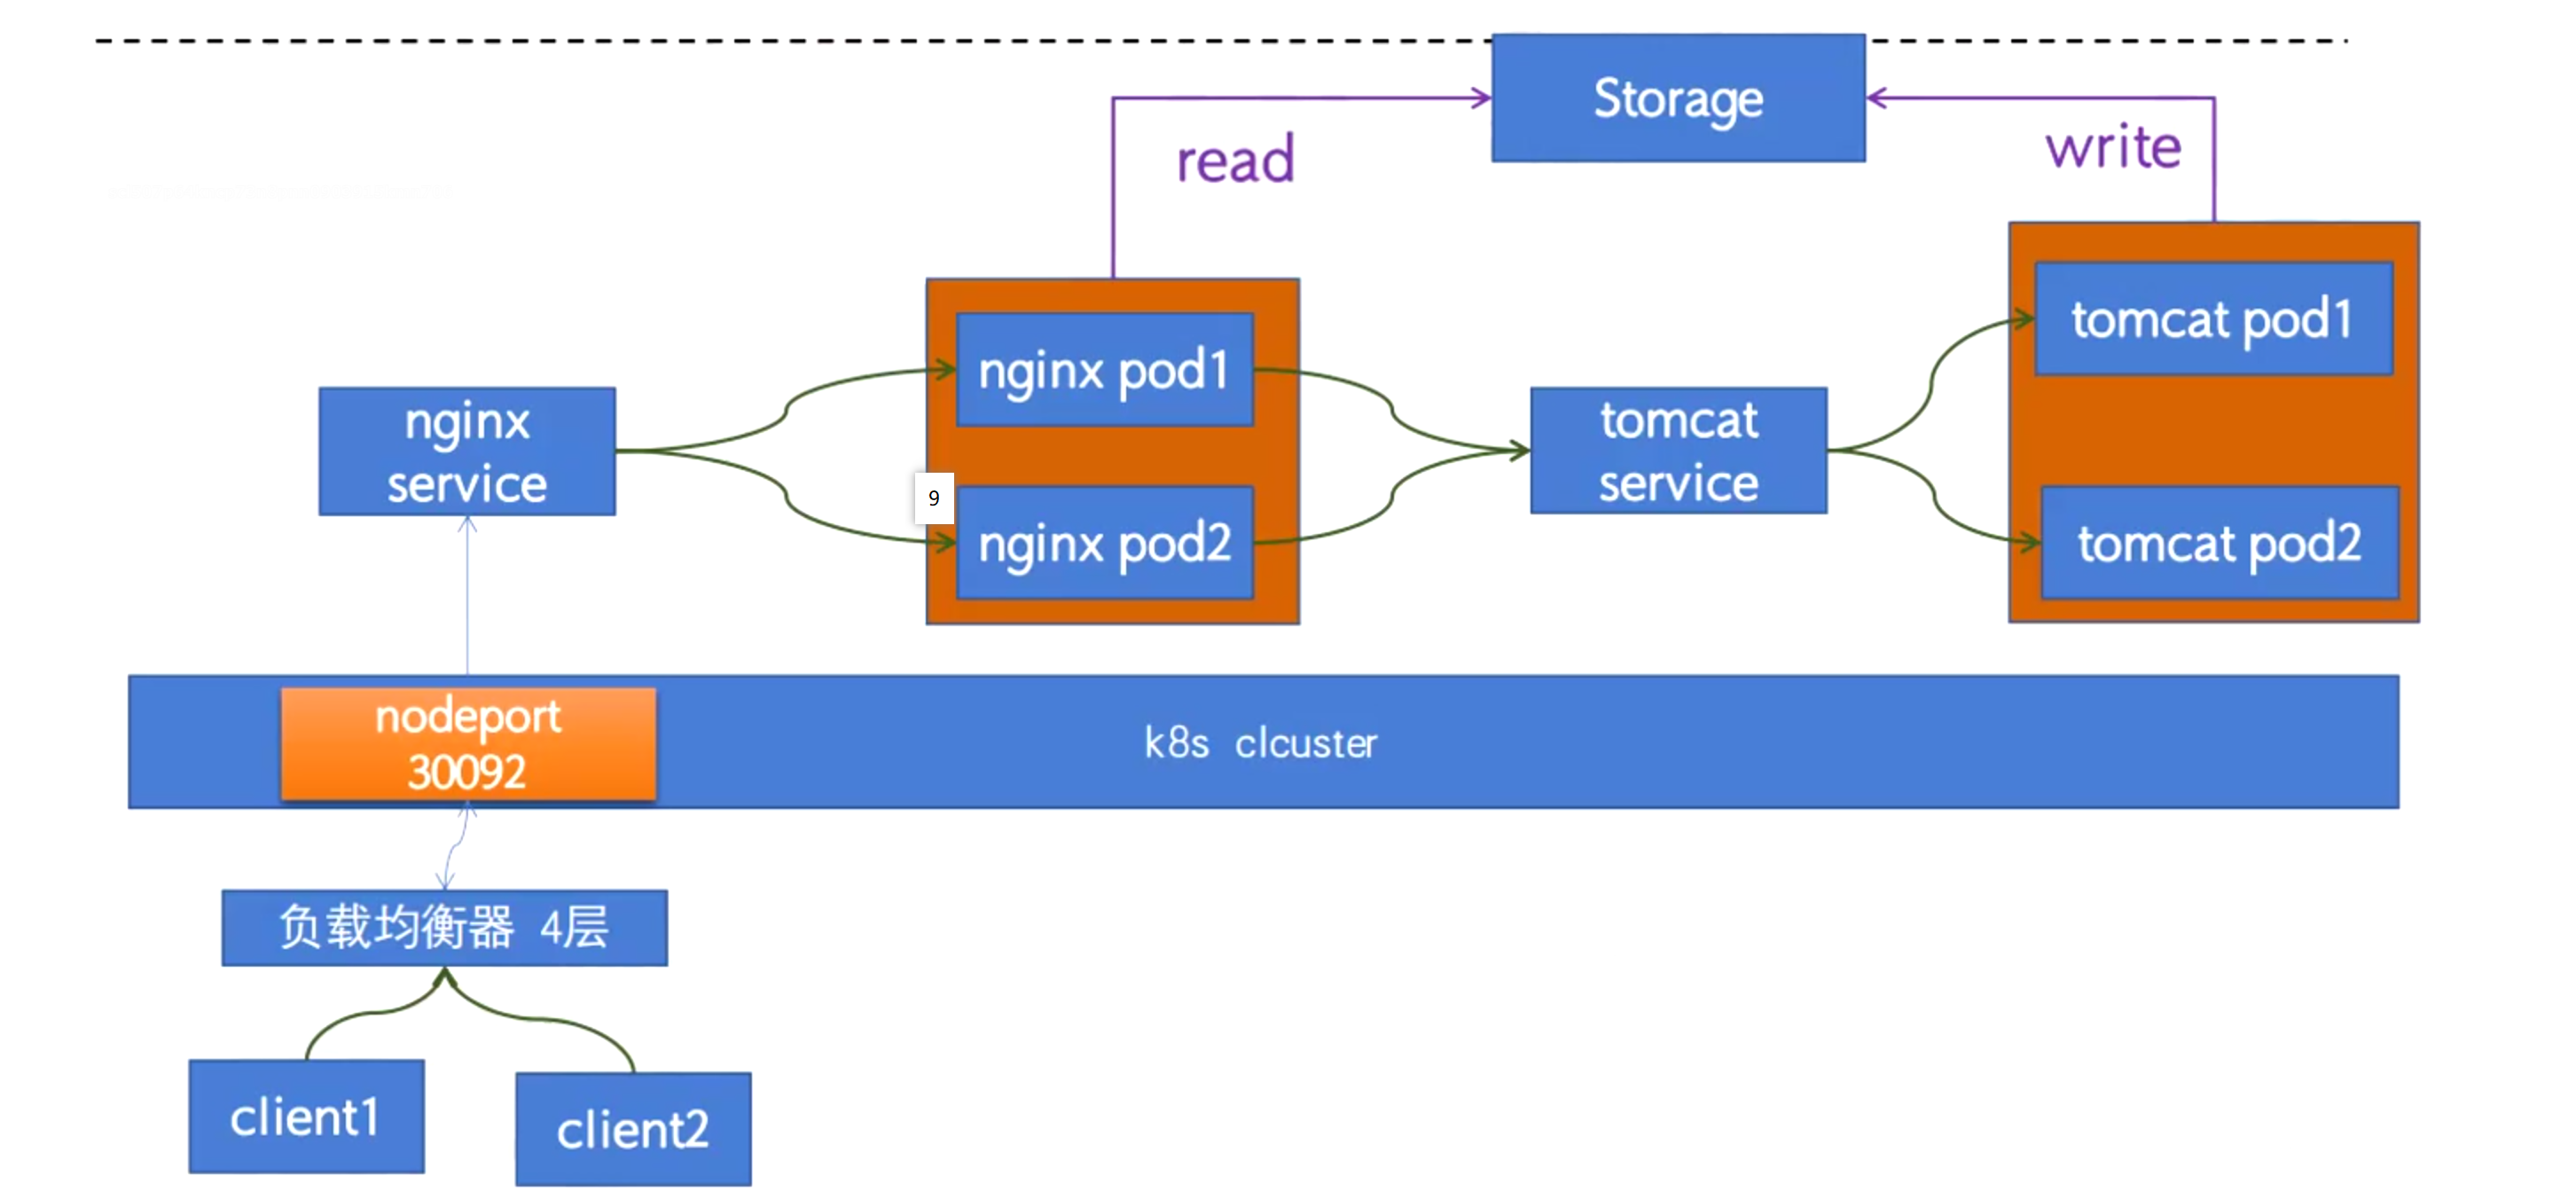 Storage
read
write
nginx pod1
tomcat pod1
nginx
service
tomcat
service
9
nginx pod2
tomcat pod2
nodeport
30092
k8s clcuster
负载均衡器 4层
client1
client2